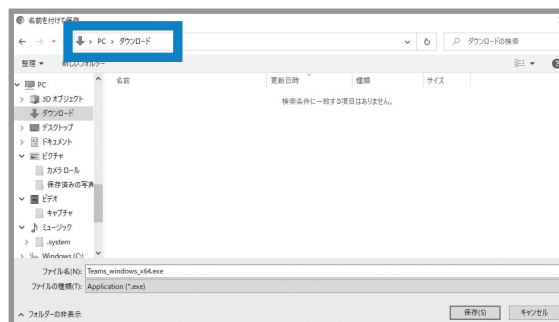 名前を付けて保存
PC › ダウンロード
ダウンロードの検索
整理 新しいフォルダー
名前 更新日時 種類 サイズ
検索条件に一致する項目はありません。
PC
3D オブジェクト
ダウンロード
デスクトップ
ドキュメント
ピクチャ
カメラ ロール
保存済みの写真
ビデオ
キャプチャ
ミュージック
.system
Windows (C:)
ファイル名(N): Teams_windows_x64.exe
ファイルの種類(T): Application (*.exe)
フォルダーの非表示 保存(S) キャンセル